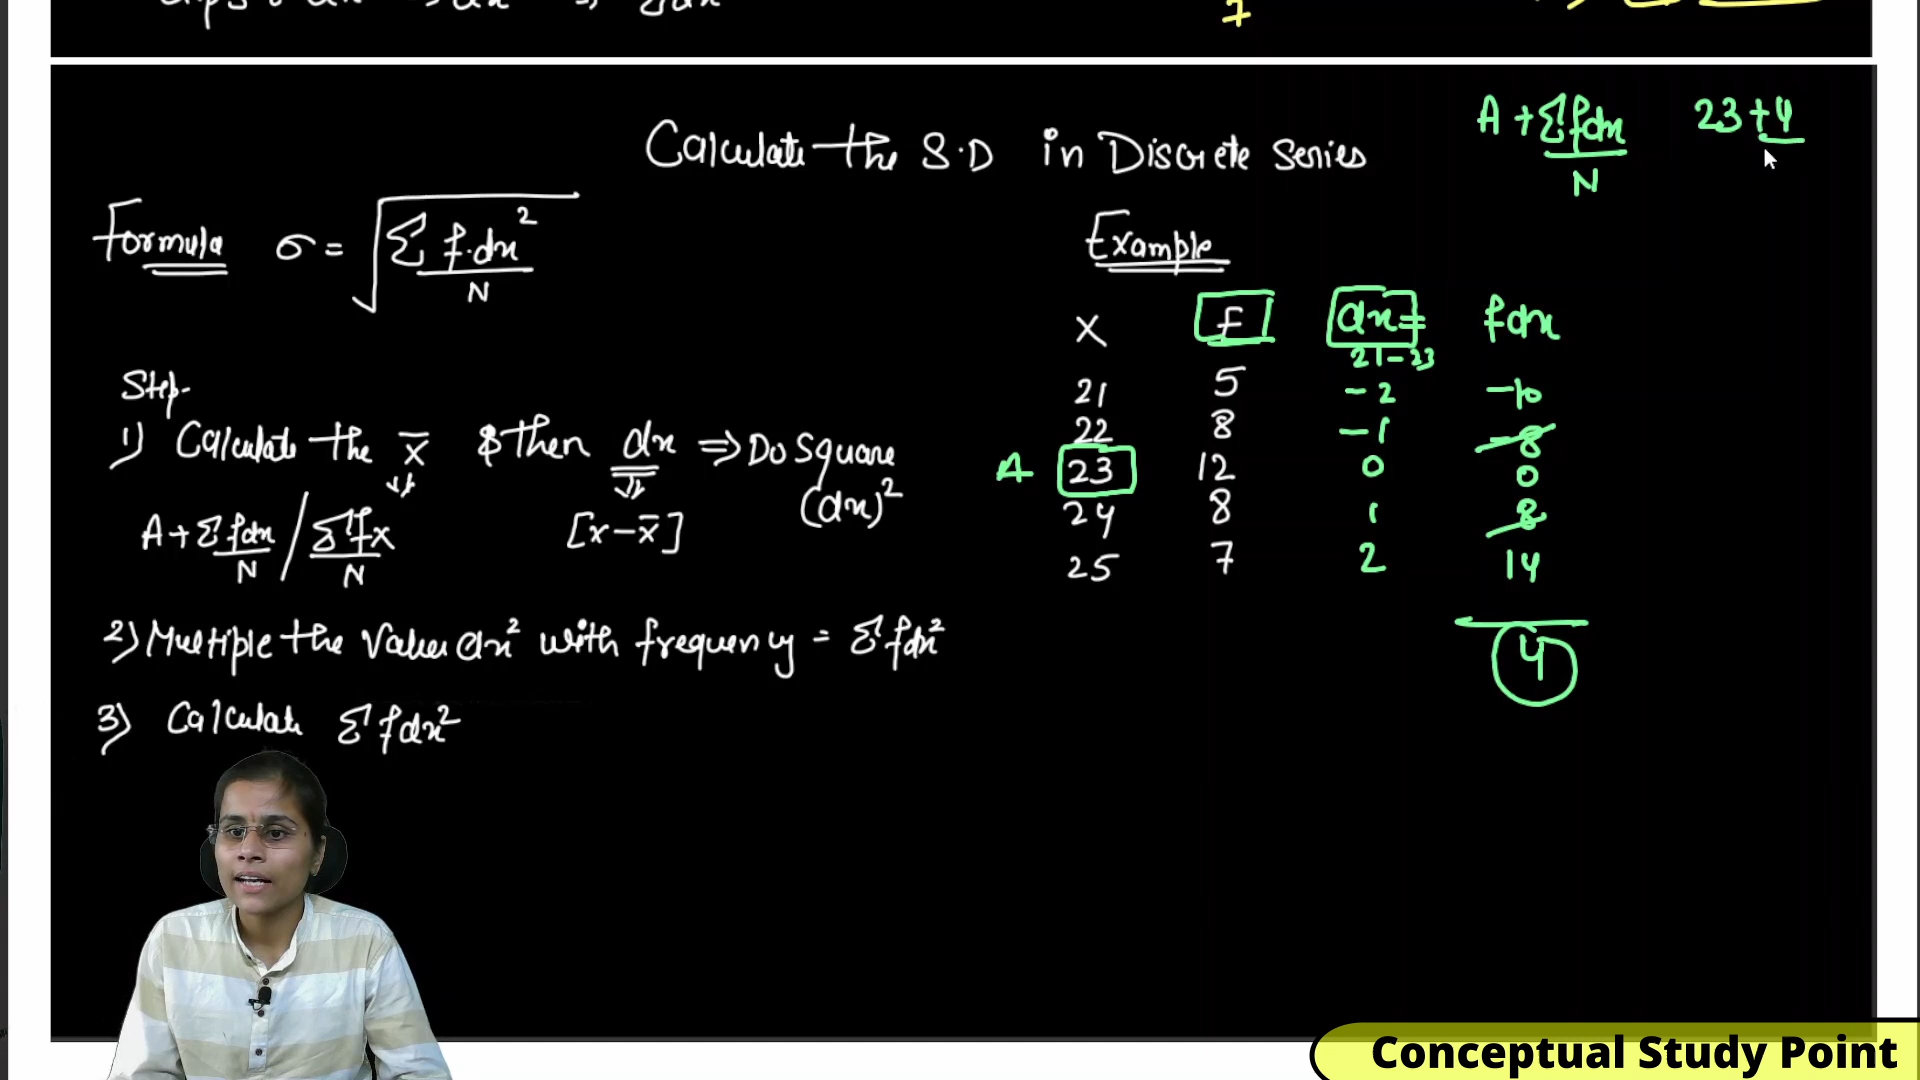 7
Calculate the S.D in Discrete Series
A + Σfdx/N 23+4
Formula σ = √Σf.dx²/N
Example
X f dx= fdx
21-23
21 5 -2 -10
22 8 -1 -8
A 23 12 0 0
24 8 1 8
25 7 2 14
4
Step-
1) Calculate the x̄ & then dx ⇒ Do Square
(dx)²
A+Σfdx/N / Σfx/N [x-x̄]
2) Multiple the Value dx² with frequency = Σfdx²
3) Calculate Σfdx²
Conceptual Study Point